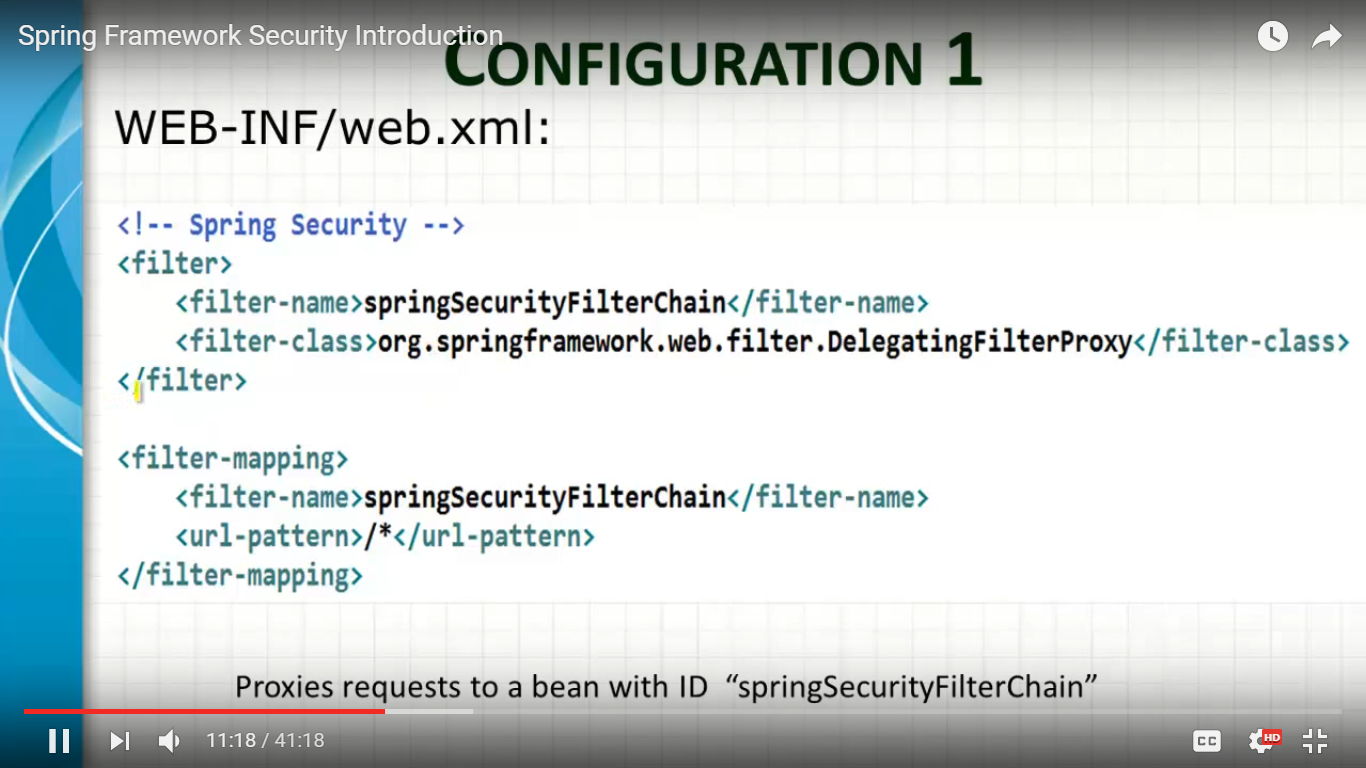 Spring Framework Security Introduction
CONFIGURATION 1
WEB-INF/web.xml:
<!-- Spring Security -->
<filter>
<filter-name>springSecurityFilterChain</filter-name>
<filter-class>org.springframework.web.filter.DelegatingFilterProxy</filter-class>
</filter>
<filter-mapping>
<filter-name>springSecurityFilterChain</filter-name>
<url-pattern>/*</url-pattern>
</filter-mapping>
Proxies requests to a bean with ID “springSecurityFilterChain”
11:18 / 41:18
CC
HD